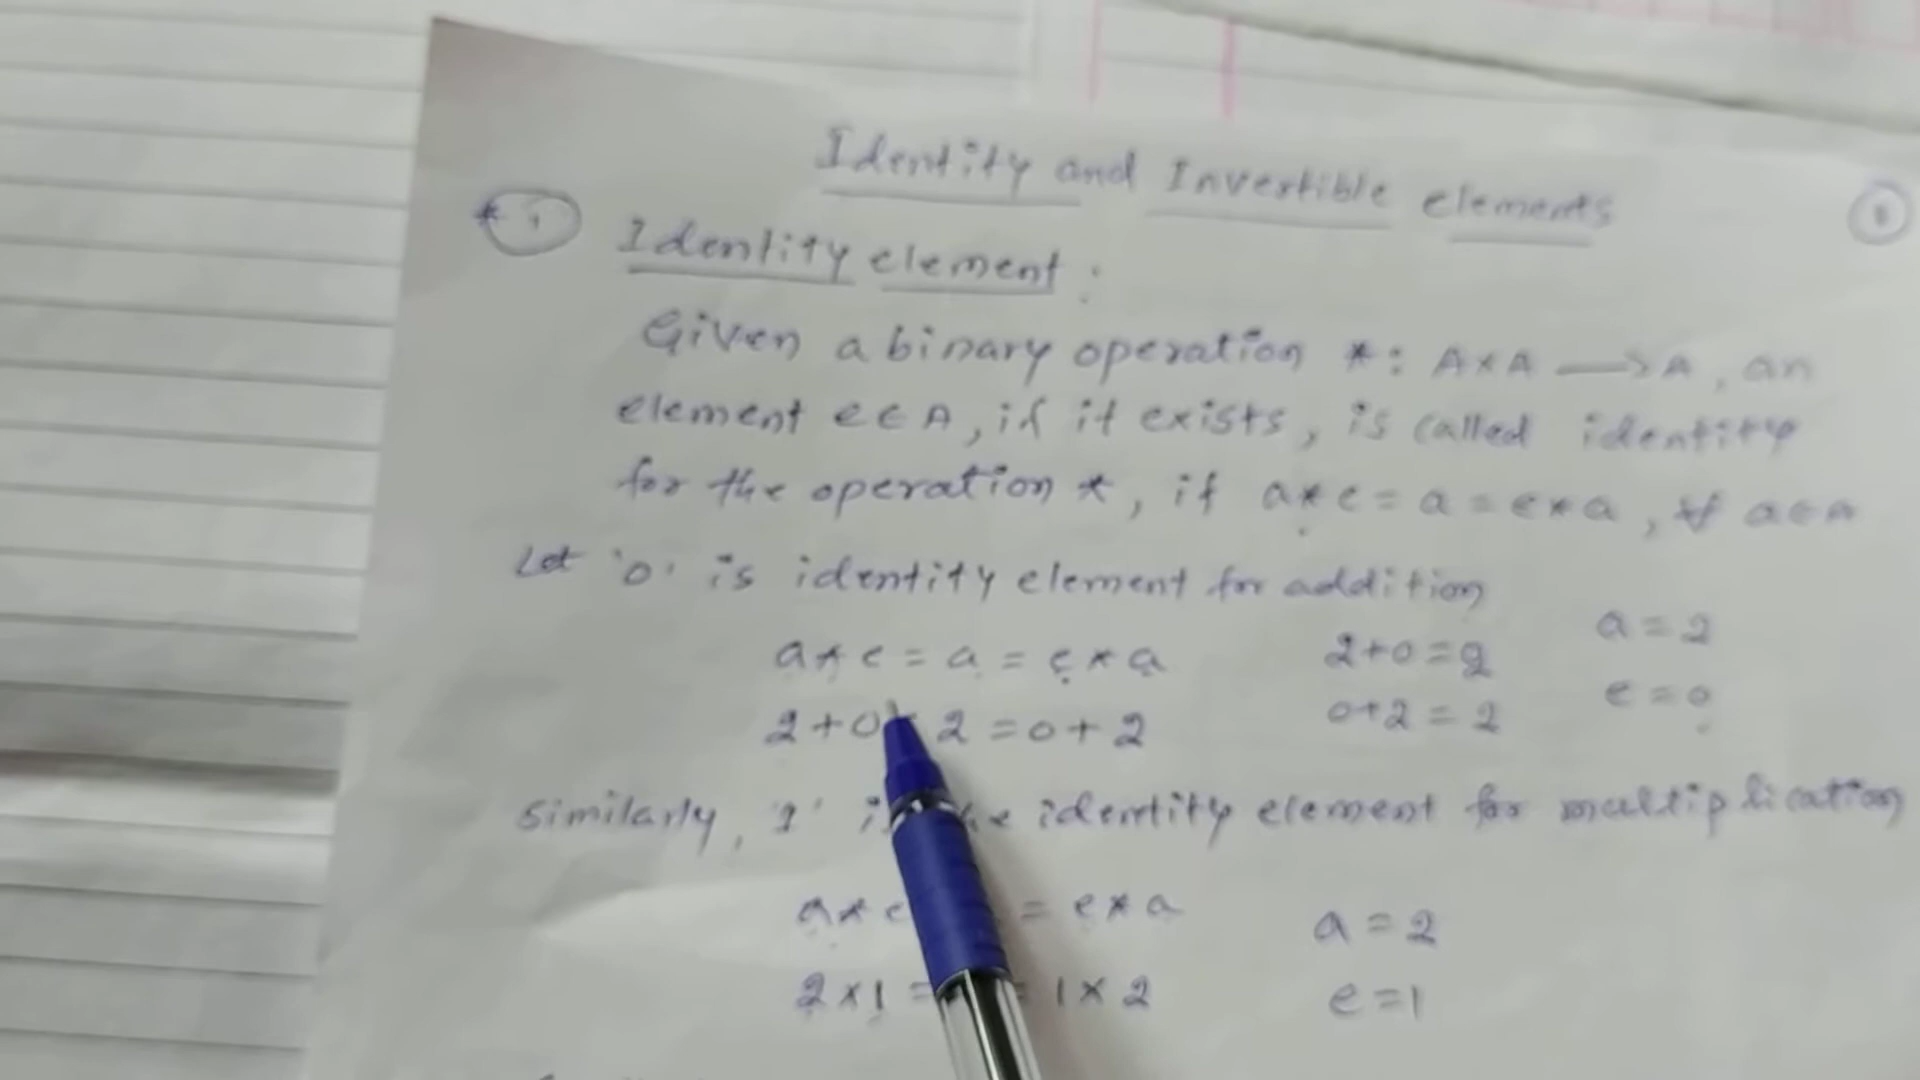 Identity and Invertible elements
* 1 Identity element :
Given a binary operation * : A×A → A, an
element e∈A, if it exists, is called identity
for the operation *, if a*e = a = e*a, ∀ a∈A
Let '0' is identity element for addition
a*e = a = e*a 2+0=2 a=2
2+0 = 2 = 0+2 0+2=2 e=0
Similarly, '1' is the identity element for multiplication
a*e = e*a a=2
2×1 = = 1×2 e=1